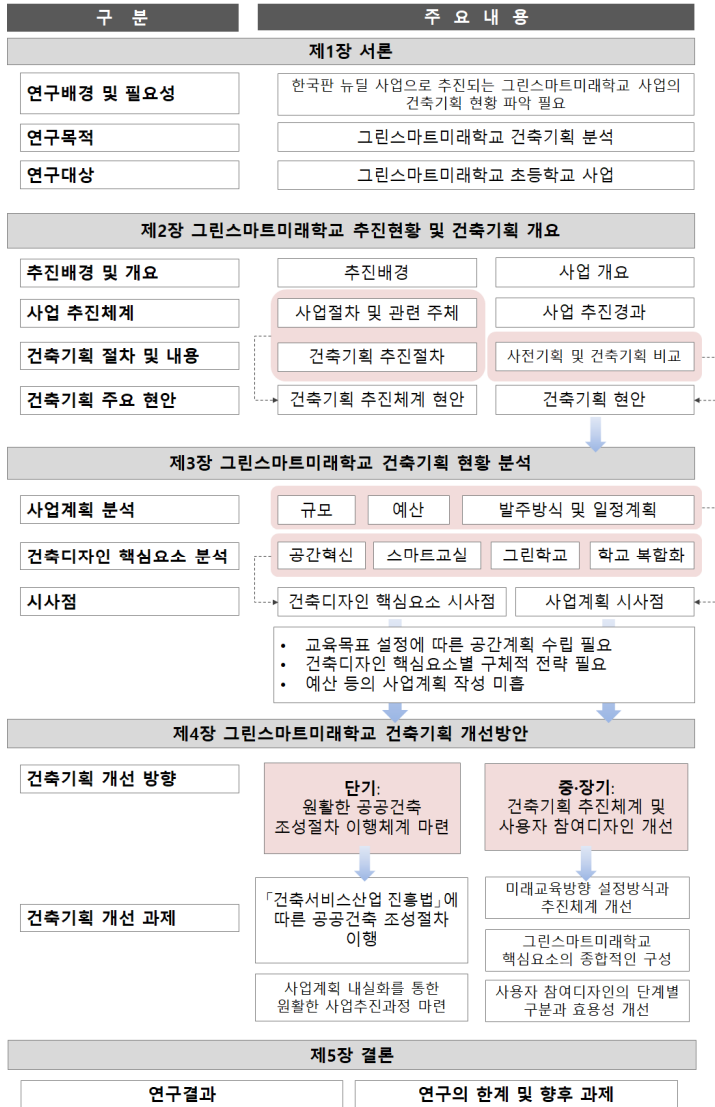 구 분
주 요 내 용
제1장 서론
연구배경 및 필요성
한국판 뉴딜 사업으로 추진되는 그린스마트미래학교 사업의
건축기획 현황 파악 필요
연구목적
그린스마트미래학교 건축기획 분석
연구대상
그린스마트미래학교 초등학교 사업
제2장 그린스마트미래학교 추진현황 및 건축기획 개요
추진배경 및 개요
추진배경
사업 개요
사업 추진체계
사업절차 및 관련 주체
사업 추진경과
건축기획 절차 및 내용
건축기획 추진절차
사전기획 및 건축기획 비교
건축기획 주요 현안
건축기획 추진체계 현안
건축기획 현안
제3장 그린스마트미래학교 건축기획 현황 분석
사업계획 분석
규모
예산
발주방식 및 일정계획
건축디자인 핵심요소 분석
공간혁신
스마트교실
그린학교
학교 복합화
시사점
건축디자인 핵심요소 시사점
사업계획 시사점
• 교육목표 설정에 따른 공간계획 수립 필요
• 건축디자인 핵심요소별 구체적 전략 필요
• 예산 등의 사업계획 작성 미흡
제4장 그린스마트미래학교 건축기획 개선방안
건축기획 개선 방향
단기:
원활한 공공건축
조성절차 이행체계 마련
중·장기:
건축기획 추진체계 및
사용자 참여디자인 개선
건축기획 개선 과제
「건축서비스산업 진흥법」에
따른 공공건축 조성절차
이행
사업계획 내실화를 통한
원활한 사업추진과정 마련
미래교육방향 설정방식과
추진체계 개선
그린스마트미래학교
핵심요소의 종합적인 구성
사용자 참여디자인의 단계별
구분과 효용성 개선
제5장 결론
연구결과
연구의 한계 및 향후 과제